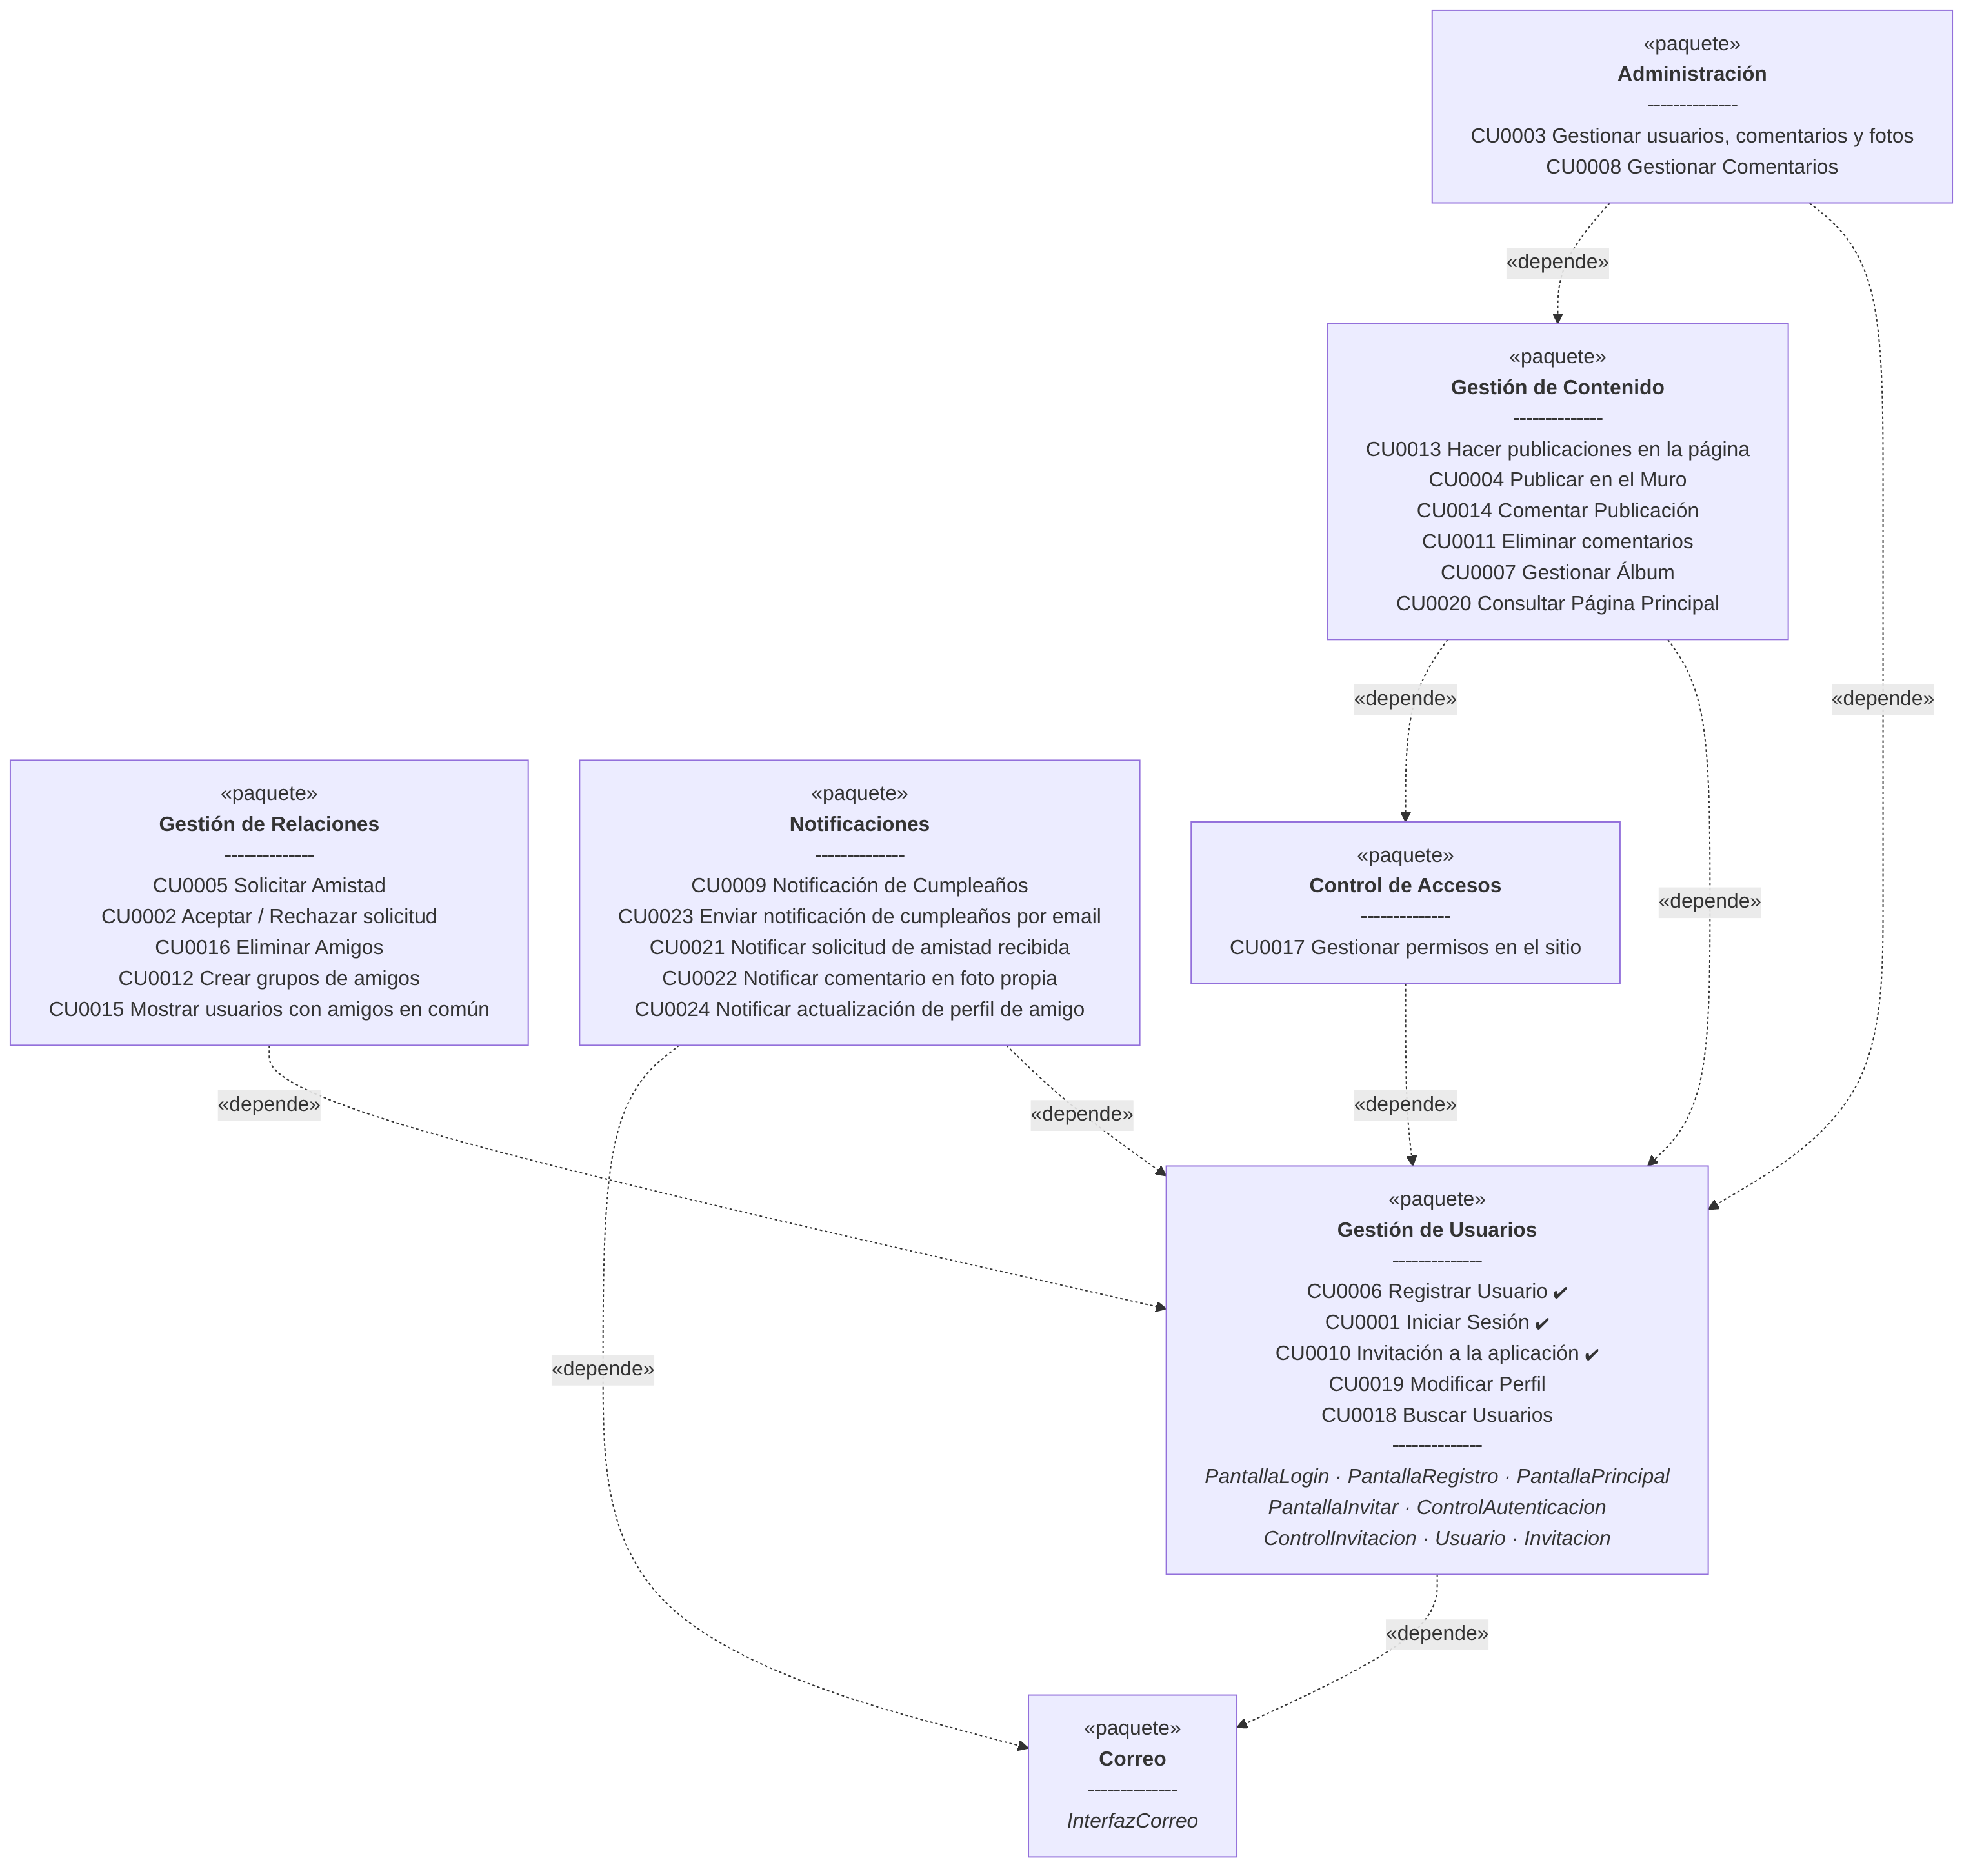 «paquete»
Administración
--------------
CU0003 Gestionar usuarios, comentarios y fotos
CU0008 Gestionar Comentarios
«depende»
«paquete»
Gestión de Contenido
--------------
CU0013 Hacer publicaciones en la página
CU0004 Publicar en el Muro
CU0014 Comentar Publicación
CU0011 Eliminar comentarios
CU0007 Gestionar Álbum
CU0020 Consultar Página Principal
«depende»
«depende»
«paquete»
Gestión de Relaciones
--------------
CU0005 Solicitar Amistad
CU0002 Aceptar / Rechazar solicitud
CU0016 Eliminar Amigos
CU0012 Crear grupos de amigos
CU0015 Mostrar usuarios con amigos en común
«paquete»
Notificaciones
--------------
CU0009 Notificación de Cumpleaños
CU0023 Enviar notificación de cumpleaños por email
CU0021 Notificar solicitud de amistad recibida
CU0022 Notificar comentario en foto propia
CU0024 Notificar actualización de perfil de amigo
«paquete»
Control de Accesos
--------------
CU0017 Gestionar permisos en el sitio
«depende»
«depende»
«depende»
«depende»
«paquete»
Gestión de Usuarios
--------------
CU0006 Registrar Usuario ✔
CU0001 Iniciar Sesión ✔
CU0010 Invitación a la aplicación ✔
CU0019 Modificar Perfil
CU0018 Buscar Usuarios
--------------
PantallaLogin · PantallaRegistro · PantallaPrincipal
PantallaInvitar · ControlAutenticacion
ControlInvitacion · Usuario · Invitacion
«depende»
«depende»
«paquete»
Correo
--------------
InterfazCorreo